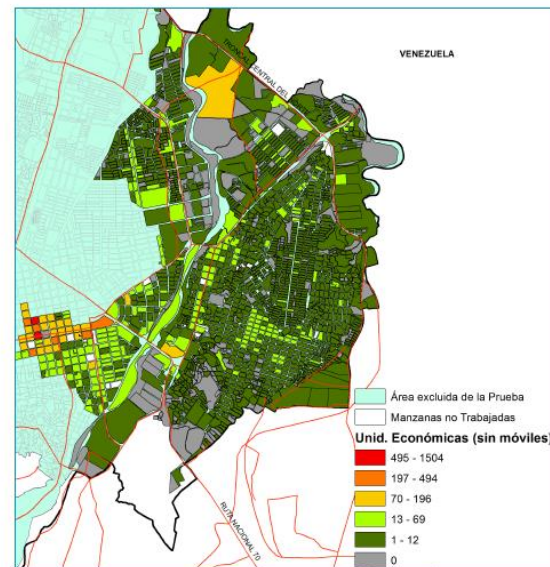 TRONCAL CENTRAL DEL
VENEZUELA
Área excluida de la Prueba
Manzanas no Trabajadas
Unid. Económicas (sin móviles)
495 - 1504
197 - 494
70 - 196
13 - 69
1 - 12
0
RUTA NACIONAL 70